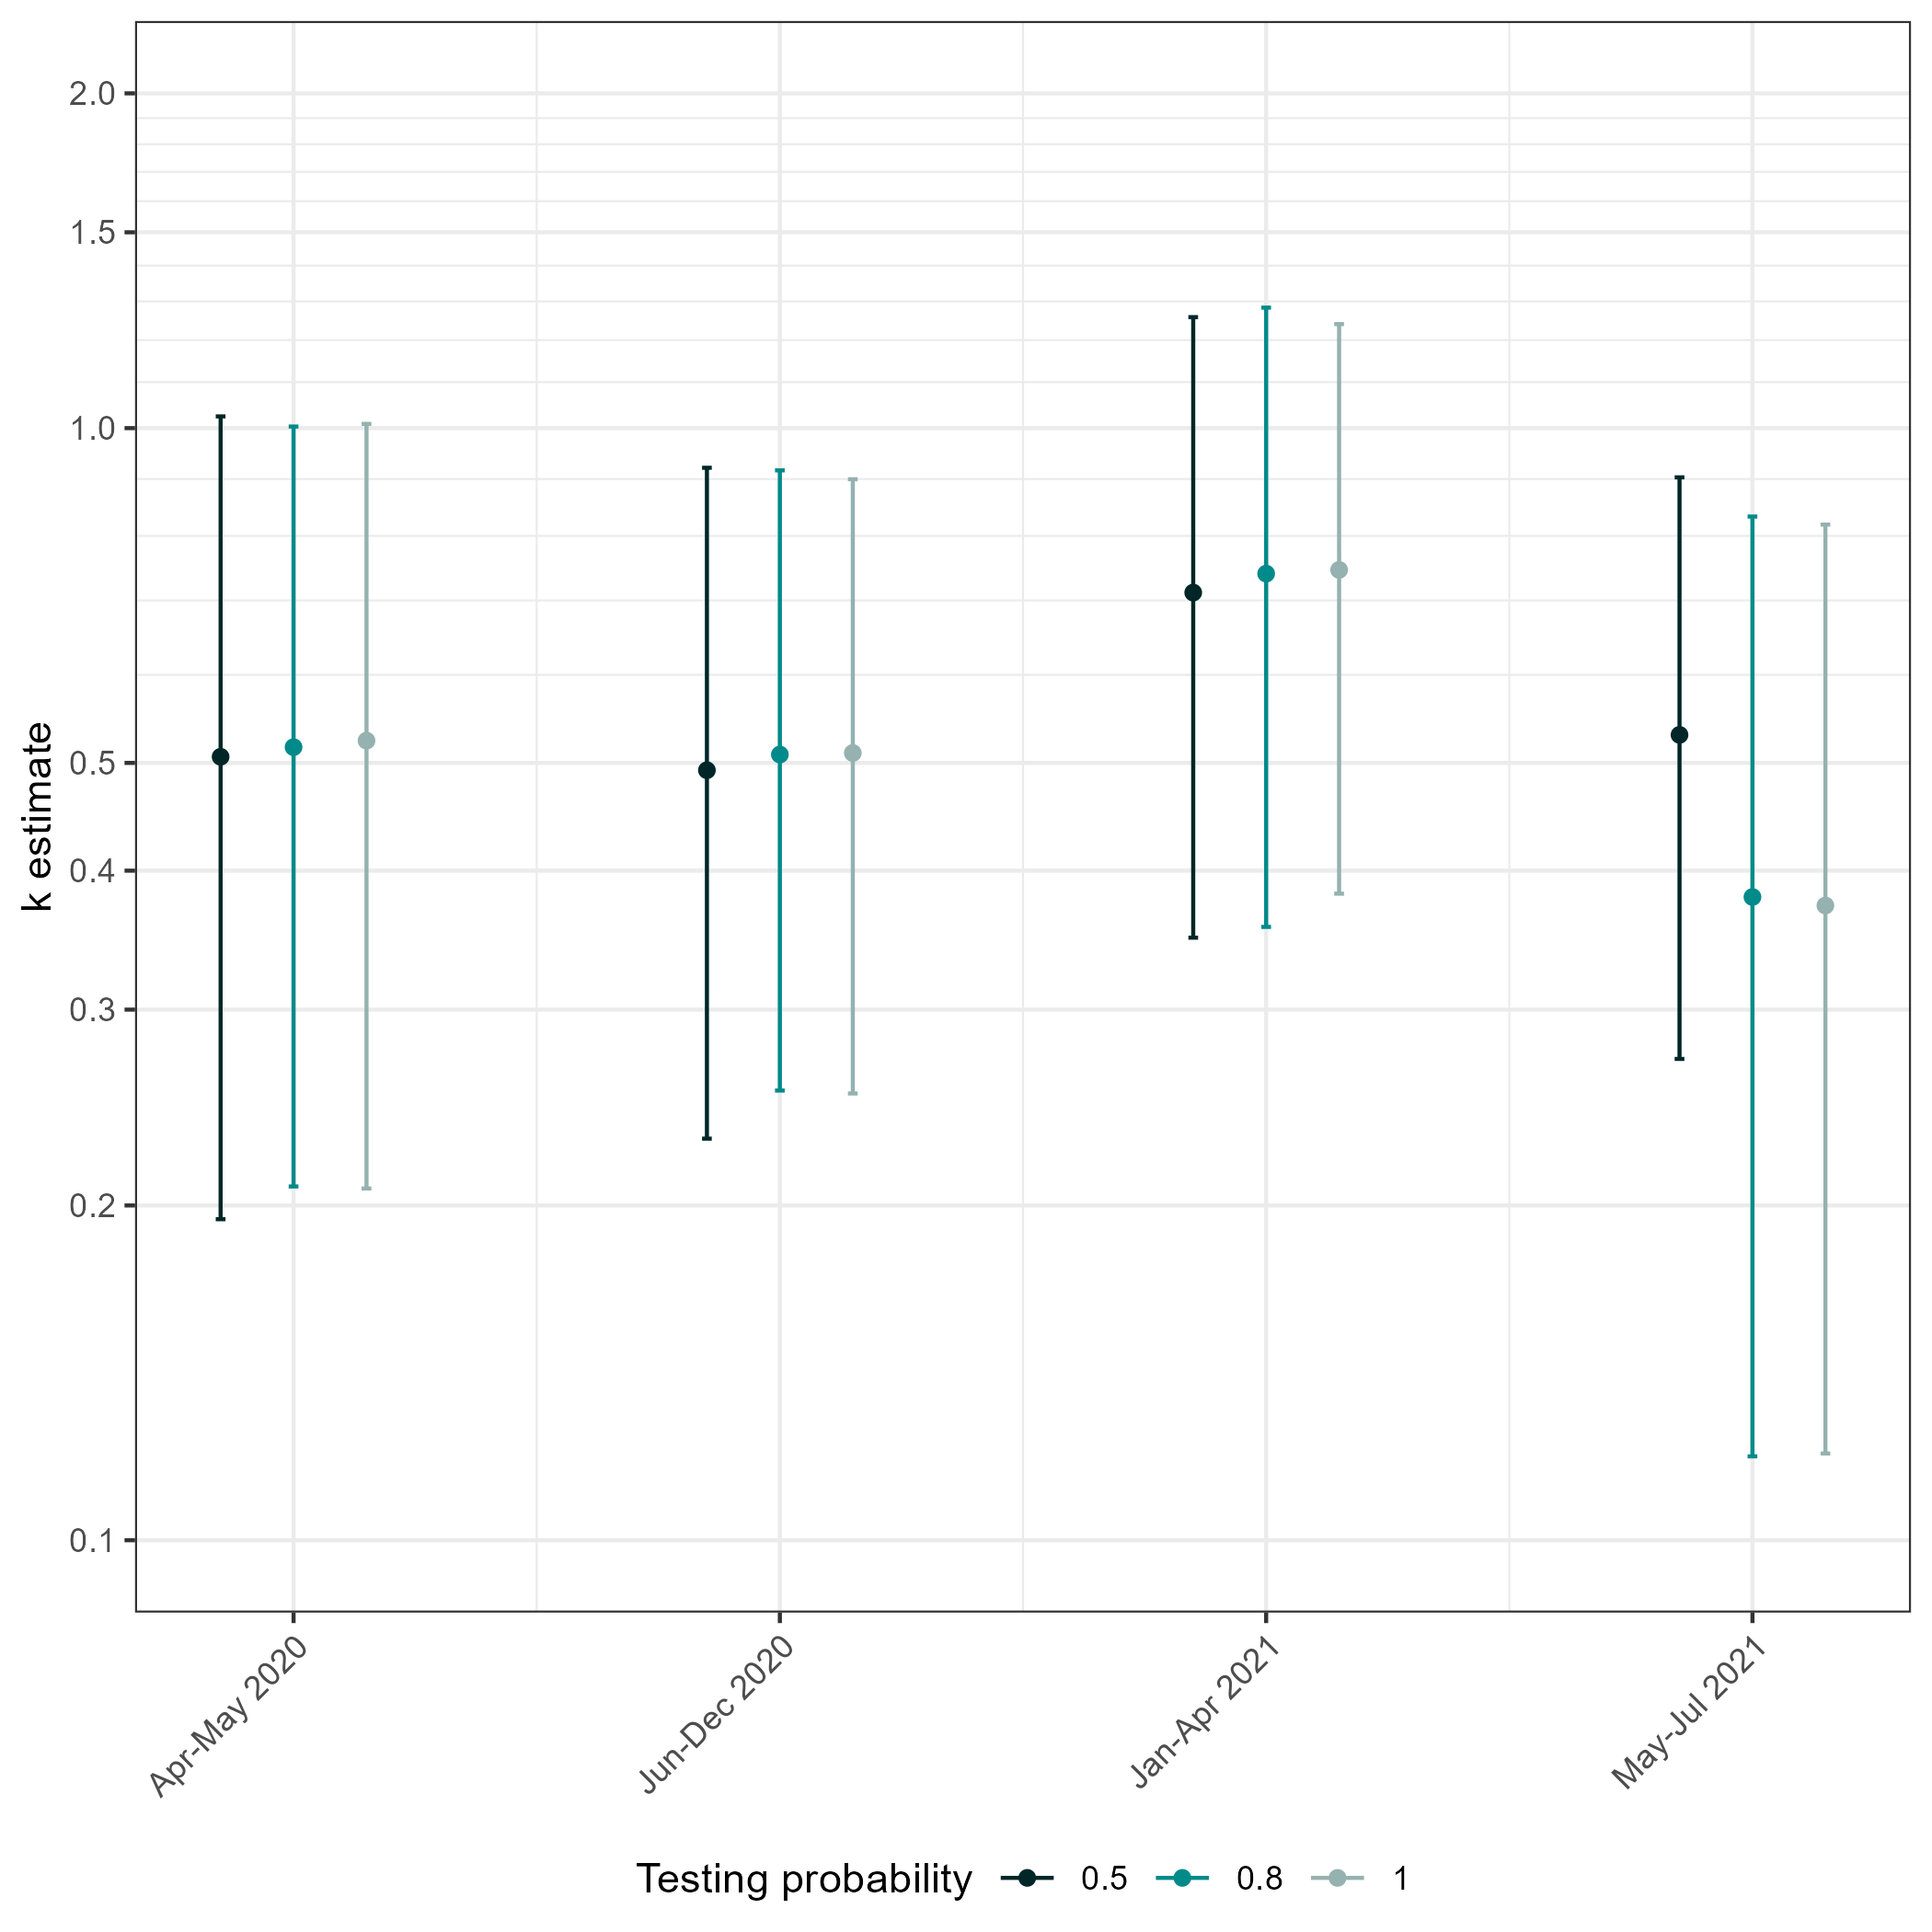 2.0
1.5
1.0
0.5
0.4
0.3
0.2
0.1
k estimate
Apr-May 2020
Jun-Dec 2020
Jan-Apr 2021
May-Jul 2021
Testing probability 0.5 0.8 1